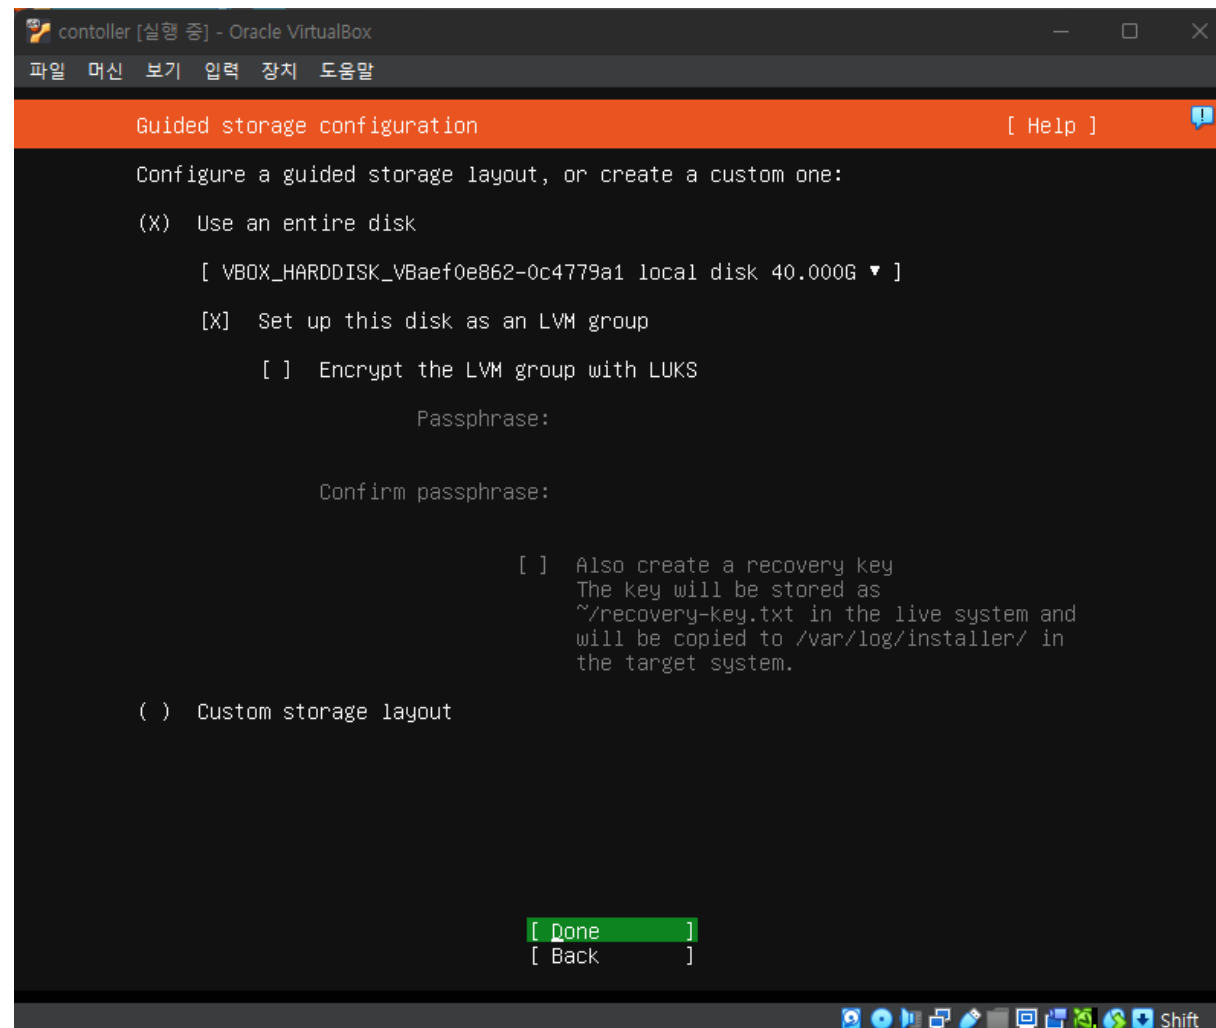 contoller [실행 중] - Oracle VirtualBox
파일 머신 보기 입력 장치 도움말
Guided storage configuration [ Help ]
Configure a guided storage layout, or create a custom one:
(X) Use an entire disk
[ VBOX_HARDDISK_VBaef0e862-0c4779a1 local disk 40.000G ▾ ]
[X] Set up this disk as an LVM group
[ ] Encrypt the LVM group with LUKS
Passphrase:
Confirm passphrase:
[ ] Also create a recovery key
The key will be stored as
~/recovery-key.txt in the live system and
will be copied to /var/log/installer/ in
the target system.
( ) Custom storage layout
[ Done ]
[ Back ]
Shift